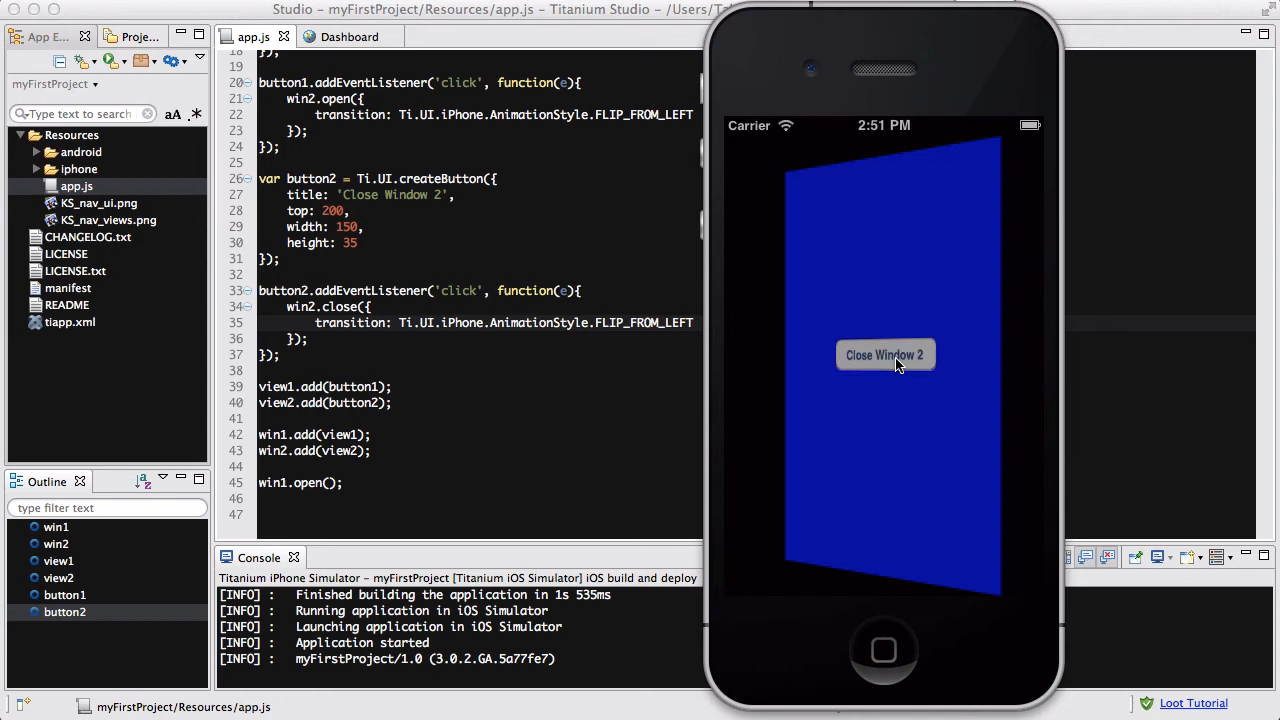 Studio - myFirstProject/Resources/app.js - Titanium Studio - /Users/
App E...
Proje...
app.js
Dashboard
myFirstProject
Type text to search
aA .*
Resources
android
iphone
app.js
KS_nav_ui.png
KS_nav_views.png
CHANGELOG.txt
LICENSE
LICENSE.txt
manifest
README
tiapp.xml
18 });
19
20 button1.addEventListener('click', function(e){
21 win2.open({
22 transition: Ti.UI.iPhone.AnimationStyle.FLIP_FROM_LEFT
23 });
24 });
25
26 var button2 = Ti.UI.createButton({
27 title: 'Close Window 2',
28 top: 200,
29 width: 150,
30 height: 35
31 });
32
33 button2.addEventListener('click', function(e){
34 win2.close({
35 transition: Ti.UI.iPhone.AnimationStyle.FLIP_FROM_LEFT
36 });
37 });
38
39 view1.add(button1);
40 view2.add(button2);
41
42 win1.add(view1);
43 win2.add(view2);
44
45 win1.open();
46
47
Carrier 2:51 PM
Close Window 2
Outline
type filter text
win1
win2
view1
view2
button1
button2
Console
Titanium iPhone Simulator - myFirstProject [Titanium iOS Simulator] iOS build and deploy
[INFO] : Finished building the application in 1s 535ms
[INFO] : Running application in iOS Simulator
[INFO] : Launching application in iOS Simulator
[INFO] : Application started
[INFO] : myFirstProject/1.0 (3.0.2.GA.5a77fe7)
myFirstProject/Resources/app.js
Loot Tutorial